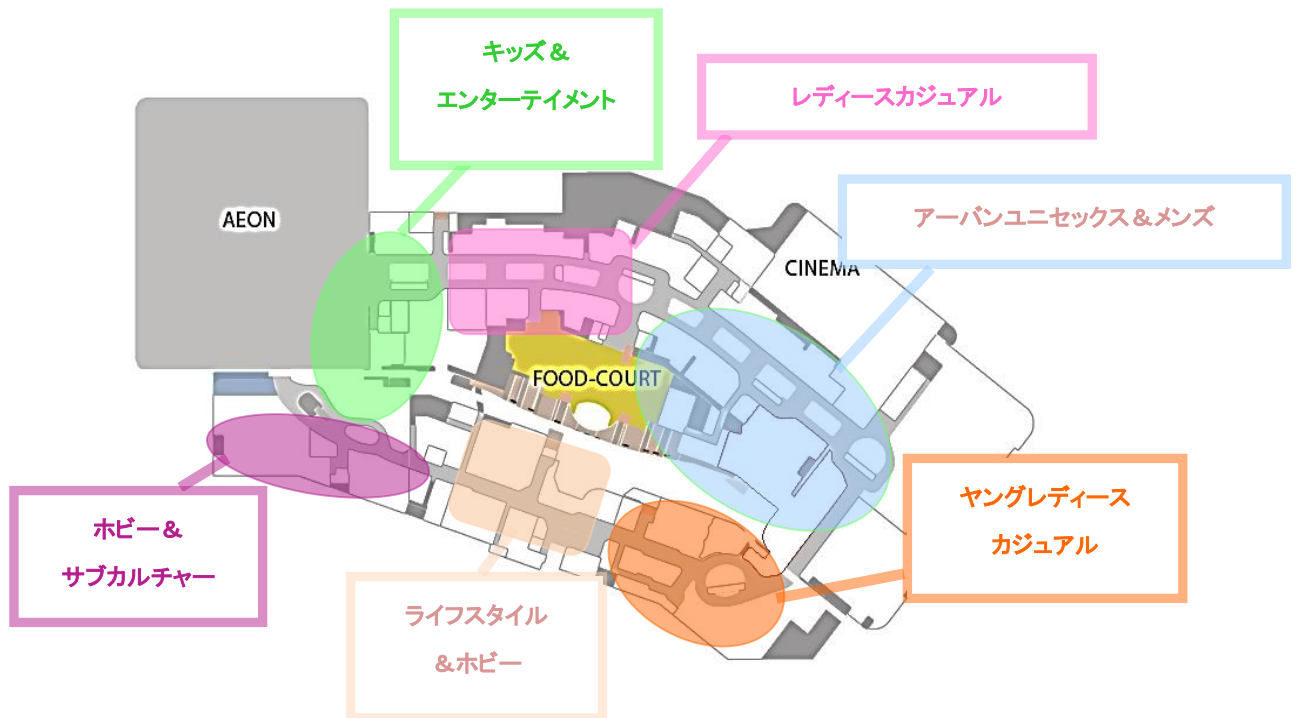 キッズ＆
エンターテイメント
レディースカジュアル
アーバンユニセックス＆メンズ
AEON
CINEMA
FOOD-COURT
ホビー＆
サブカルチャー
ライフスタイル
＆ホビー
ヤングレディース
カジュアル